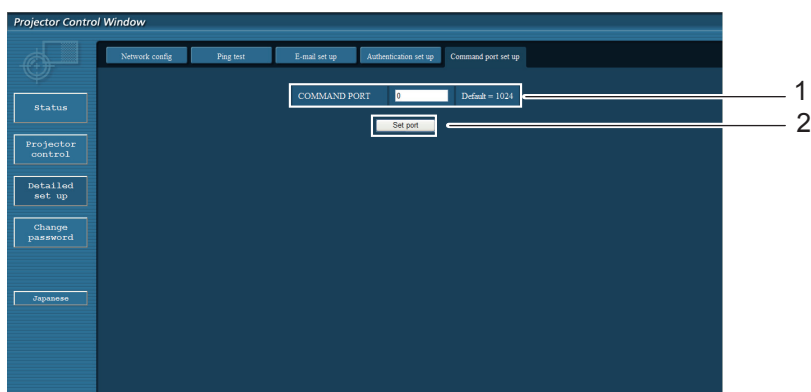 Projector Control Window
Network config Ping test E-mail set up Authentication set up Command port set up
COMMAND PORT 0 Default = 1024 1
Set port 2
Status
Projector
control
Detailed
set up
Change
password
Japanese